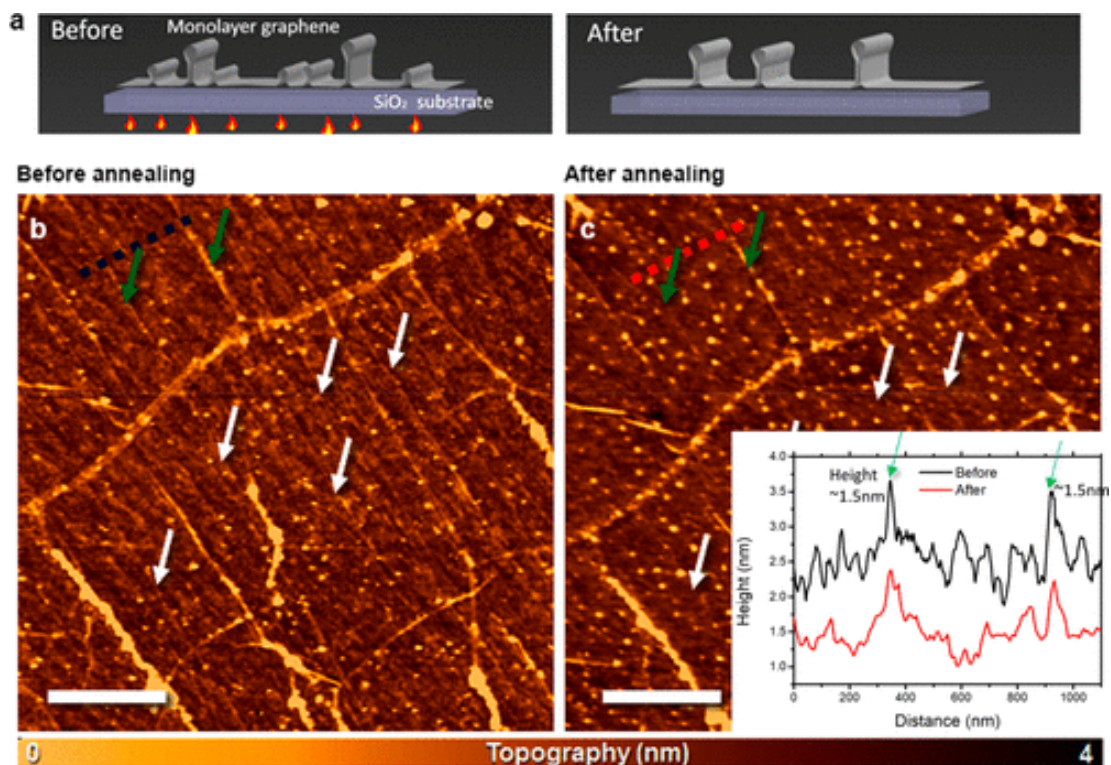 a
Before
Monolayer graphene
SiO₂ substrate
After
Before annealing
After annealing
b
c
Height
~1.5nm
Before
After
~1.5nm
4.0
3.5
3.0
2.5
2.0
1.5
1.0
Height (nm)
0 200 400 600 800 1000
Distance (nm)
0 Topography (nm) 4